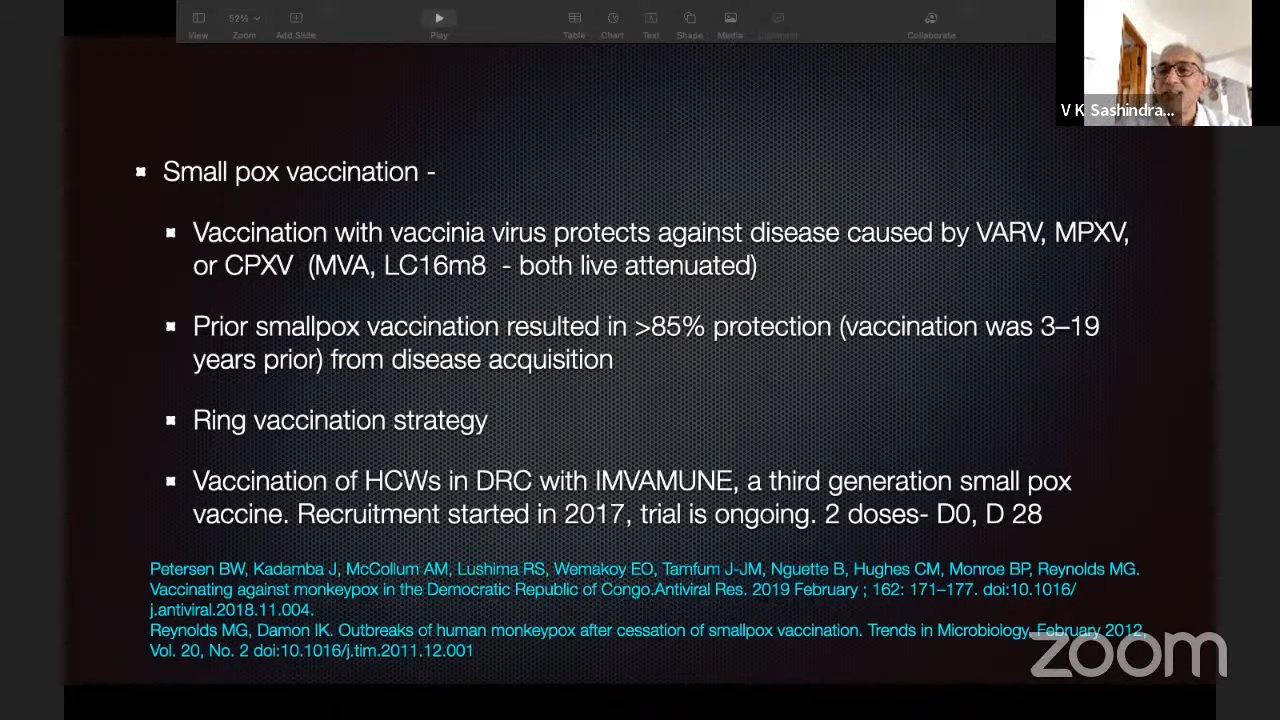 52%
View
Zoom
Add Slide
Play
Table
Chart
Text
Shape
Media
Comment
Collaborate
V K Sashindra...
Small pox vaccination -
Vaccination with vaccinia virus protects against disease caused by VARV, MPXV,
or CPXV (MVA, LC16m8 - both live attenuated)
Prior smallpox vaccination resulted in >85% protection (vaccination was 3–19
years prior) from disease acquisition
Ring vaccination strategy
Vaccination of HCWs in DRC with IMVAMUNE, a third generation small pox
vaccine. Recruitment started in 2017, trial is ongoing. 2 doses- D0, D 28
Petersen BW, Kadamba J, McCollum AM, Lushima RS, Wemakoy EO, Tamfum J-JM, Nguette B, Hughes CM, Monroe BP, Reynolds MG.
Vaccinating against monkeypox in the Democratic Republic of Congo.Antiviral Res. 2019 February ; 162: 171–177. doi:10.1016/
j.antiviral.2018.11.004.
Reynolds MG, Damon IK. Outbreaks of human monkeypox after cessation of smallpox vaccination. Trends in Microbiology, February 2012,
Vol. 20, No. 2 doi:10.1016/j.tim.2011.12.001
zoom